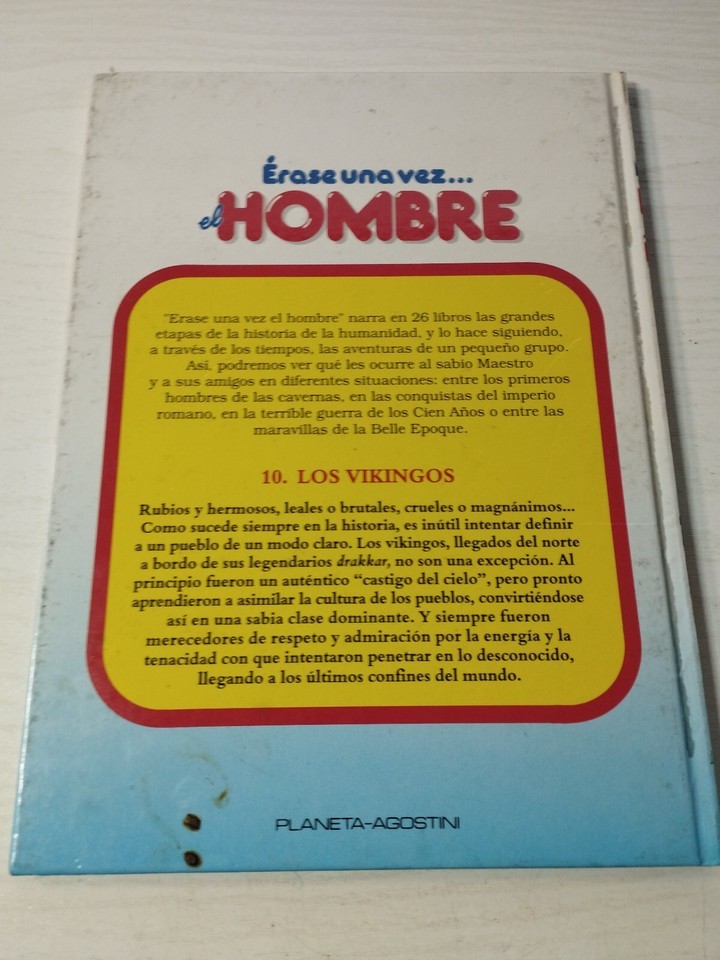 Érase una vez...
el HOMBRE
"Erase una vez el hombre" narra en 26 libros las grandes
etapas de la historia de la humanidad, y lo hace siguiendo,
a través de los tiempos, las aventuras de un pequeño grupo.
Así, podremos ver qué les ocurre al sabio Maestro
y a sus amigos en diferentes situaciones: entre los primeros
hombres de las cavernas, en las conquistas del imperio
romano, en la terrible guerra de los Cien Años o entre las
maravillas de la Belle Epoque.
10. LOS VIKINGOS
Rubios y hermosos, leales o brutales, crueles o magnánimos...
Como sucede siempre en la historia, es inútil intentar definir
a un pueblo de un modo claro. Los vikingos, llegados del norte
a bordo de sus legendarios drakkar, no son una excepción. Al
principio fueron un auténtico “castigo del cielo”, pero pronto
aprendieron a asimilar la cultura de los pueblos, convirtiéndose
así en una sabia clase dominante. Y siempre fueron
merecedores de respeto y admiración por la energía y la
tenacidad con que intentaron penetrar en lo desconocido,
llegando a los últimos confines del mundo.
PLANETA-AGOSTINI